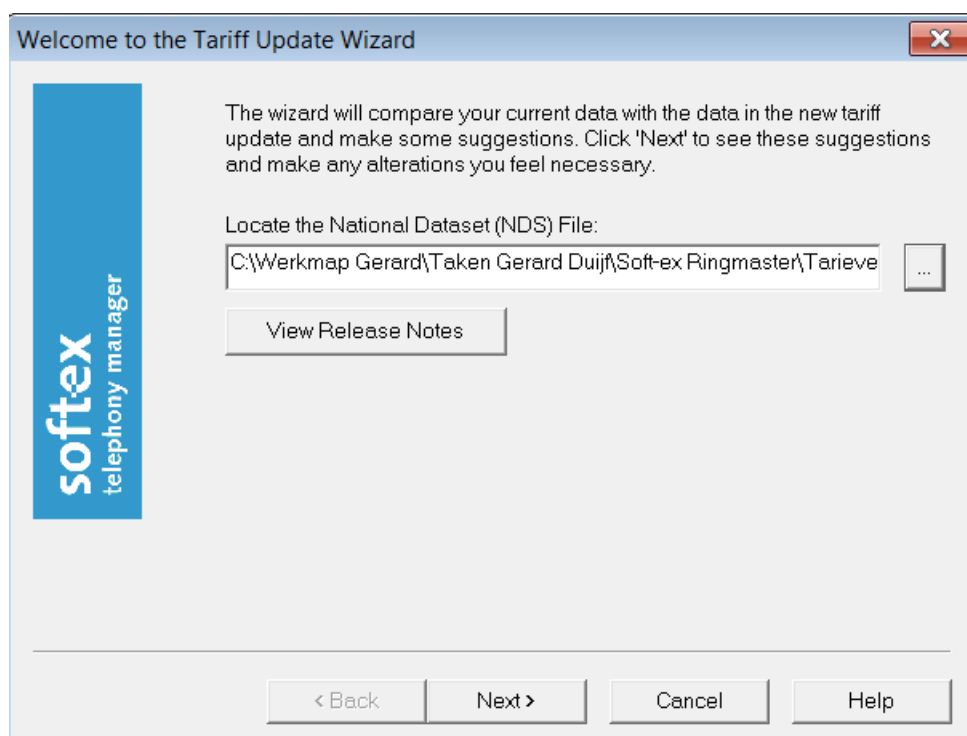 Welcome to the Tariff Update Wizard
The wizard will compare your current data with the data in the new tariff
update and make some suggestions. Click 'Next' to see these suggestions
and make any alterations you feel necessary.
Locate the National Dataset (NDS) File:
C:\Werkmap Gerard\Taken Gerard Duijf\Soft-ex Ringmaster\Tarieve
...
View Release Notes
softex
telephony manager
< Back
Next >
Cancel
Help